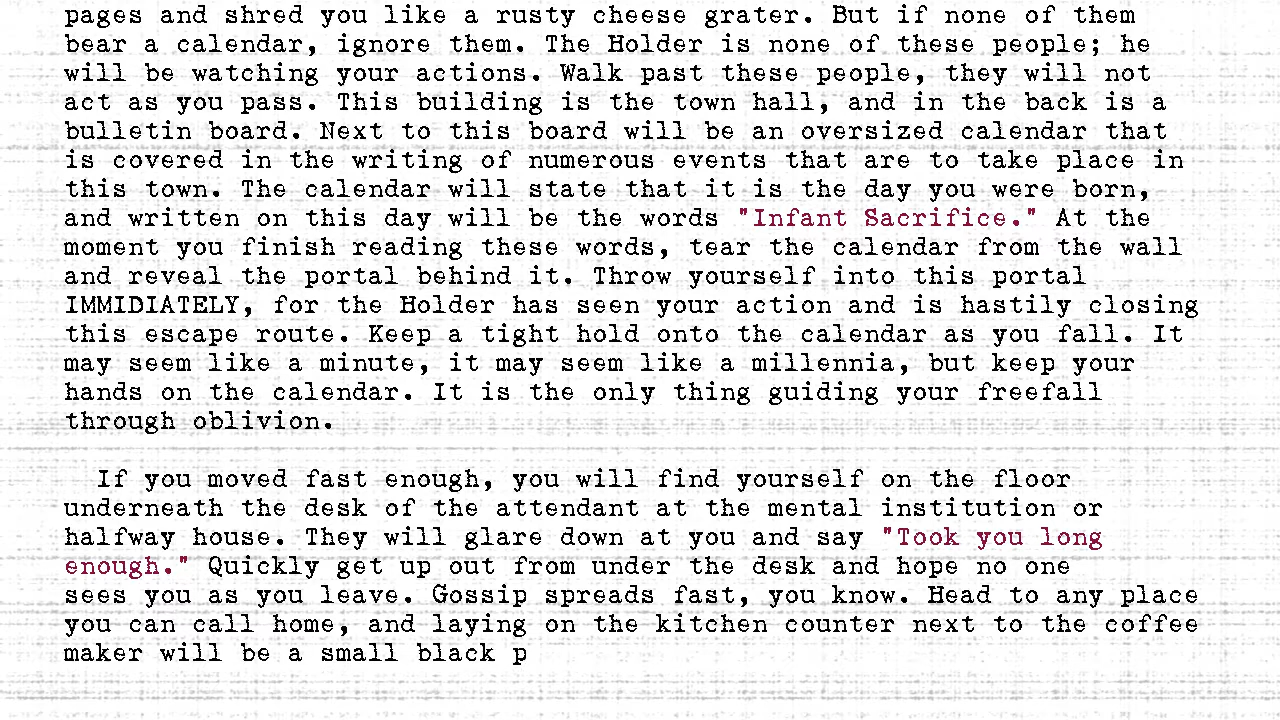 pages and shred you like a rusty cheese grater. But if none of them
bear a calendar, ignore them. The Holder is none of these people; he
will be watching your actions. Walk past these people, they will not
act as you pass. This building is the town hall, and in the back is a
bulletin board. Next to this board will be an oversized calendar that
is covered in the writing of numerous events that are to take place in
this town. The calendar will state that it is the day you were born,
and written on this day will be the words "Infant Sacrifice." At the
moment you finish reading these words, tear the calendar from the wall
and reveal the portal behind it. Throw yourself into this portal
IMMIDIATELY, for the Holder has seen your action and is hastily closing
this escape route. Keep a tight hold onto the calendar as you fall. It
may seem like a minute, it may seem like a millennia, but keep your
hands on the calendar. It is the only thing guiding your freefall
through oblivion.
If you moved fast enough, you will find yourself on the floor
underneath the desk of the attendant at the mental institution or
halfway house. They will glare down at you and say "Took you long
enough." Quickly get up out from under the desk and hope no one
sees you as you leave. Gossip spreads fast, you know. Head to any place
you can call home, and laying on the kitchen counter next to the coffee
maker will be a small black p